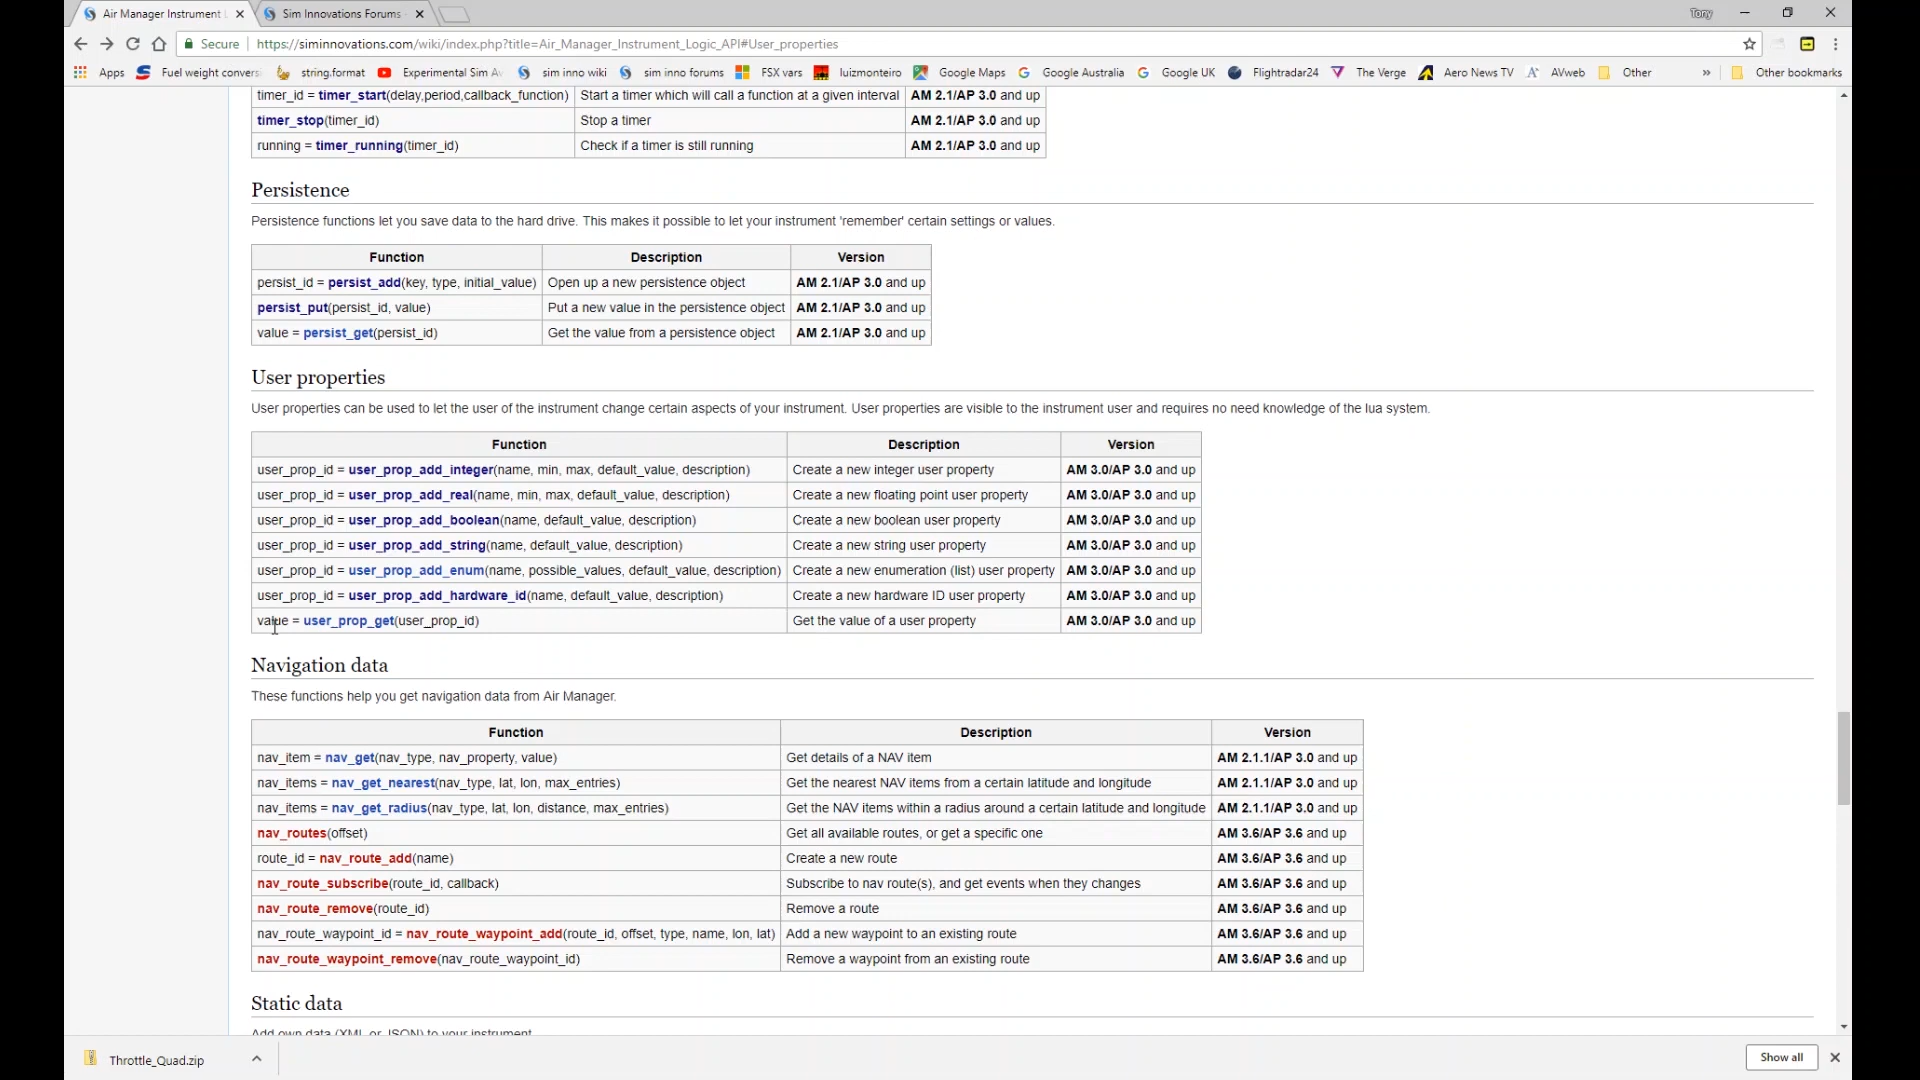 Air Manager Instrument L
Sim Innovations Forums
Tony
Secure
https://siminnovations.com/wiki/index.php?title=Air_Manager_Instrument_Logic_API#User_properties
Apps
Fuel weight convers
string.format
Experimental Sim Av
sim inno wiki
sim inno forums
FSX vars
luizmonteiro
Google Maps
Google Australia
Google UK
Flightradar24
The Verge
Aero News TV
AVweb
Other
»
Other bookmarks
timer_id = timer_start(delay,period,callback_function) Start a timer which will call a function at a given interval AM 2.1/AP 3.0 and up
timer_stop(timer_id) Stop a timer AM 2.1/AP 3.0 and up
running = timer_running(timer_id) Check if a timer is still running AM 2.1/AP 3.0 and up
Persistence
Persistence functions let you save data to the hard drive. This makes it possible to let your instrument 'remember' certain settings or values.
Function Description Version
persist_id = persist_add(key, type, initial_value) Open up a new persistence object AM 2.1/AP 3.0 and up
persist_put(persist_id, value) Put a new value in the persistence object AM 2.1/AP 3.0 and up
value = persist_get(persist_id) Get the value from a persistence object AM 2.1/AP 3.0 and up
User properties
User properties can be used to let the user of the instrument change certain aspects of your instrument. User properties are visible to the instrument user and requires no need knowledge of the lua system.
Function Description Version
user_prop_id = user_prop_add_integer(name, min, max, default_value, description) Create a new integer user property AM 3.0/AP 3.0 and up
user_prop_id = user_prop_add_real(name, min, max, default_value, description) Create a new floating point user property AM 3.0/AP 3.0 and up
user_prop_id = user_prop_add_boolean(name, default_value, description) Create a new boolean user property AM 3.0/AP 3.0 and up
user_prop_id = user_prop_add_string(name, default_value, description) Create a new string user property AM 3.0/AP 3.0 and up
user_prop_id = user_prop_add_enum(name, possible_values, default_value, description) Create a new enumeration (list) user property AM 3.0/AP 3.0 and up
user_prop_id = user_prop_add_hardware_id(name, default_value, description) Create a new hardware ID user property AM 3.0/AP 3.0 and up
value = user_prop_get(user_prop_id) Get the value of a user property AM 3.0/AP 3.0 and up
Navigation data
These functions help you get navigation data from Air Manager.
Function Description Version
nav_item = nav_get(nav_type, nav_property, value) Get details of a NAV item AM 2.1.1/AP 3.0 and up
nav_items = nav_get_nearest(nav_type, lat, lon, max_entries) Get the nearest NAV items from a certain latitude and longitude AM 2.1.1/AP 3.0 and up
nav_items = nav_get_radius(nav_type, lat, lon, distance, max_entries) Get the NAV items within a radius around a certain latitude and longitude AM 2.1.1/AP 3.0 and up
nav_routes(offset) Get all available routes, or get a specific one AM 3.6/AP 3.6 and up
route_id = nav_route_add(name) Create a new route AM 3.6/AP 3.6 and up
nav_route_subscribe(route_id, callback) Subscribe to nav route(s), and get events when they changes AM 3.6/AP 3.6 and up
nav_route_remove(route_id) Remove a route AM 3.6/AP 3.6 and up
nav_route_waypoint_id = nav_route_waypoint_add(route_id, offset, type, name, lon, lat) Add a new waypoint to an existing route AM 3.6/AP 3.6 and up
nav_route_waypoint_remove(nav_route_waypoint_id) Remove a waypoint from an existing route AM 3.6/AP 3.6 and up
Static data
Add own data (XML or JSON) to your instrument
Throttle_Quad.zip
Show all